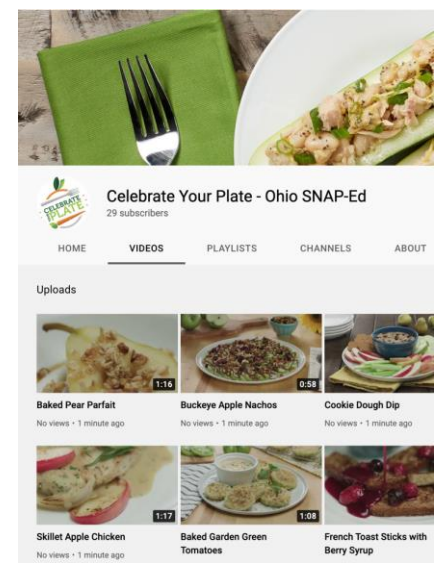 CELEBRATE
YOUR
PLATE
Celebrate Your Plate - Ohio SNAP-Ed
29 subscribers
HOME VIDEOS PLAYLISTS CHANNELS ABOUT
Uploads
1:16 0:58
Baked Pear Parfait Buckeye Apple Nachos Cookie Dough Dip
No views • 1 minute ago No views • 1 minute ago No views • 1 minute ago
1:17 1:08
Skillet Apple Chicken Baked Garden Green French Toast Sticks with
No views • 1 minute ago Tomatoes Berry Syrup